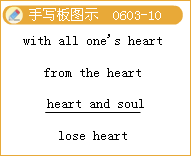 手写板图示 0603-10
with all one's heart
from the heart
heart and soul
lose heart